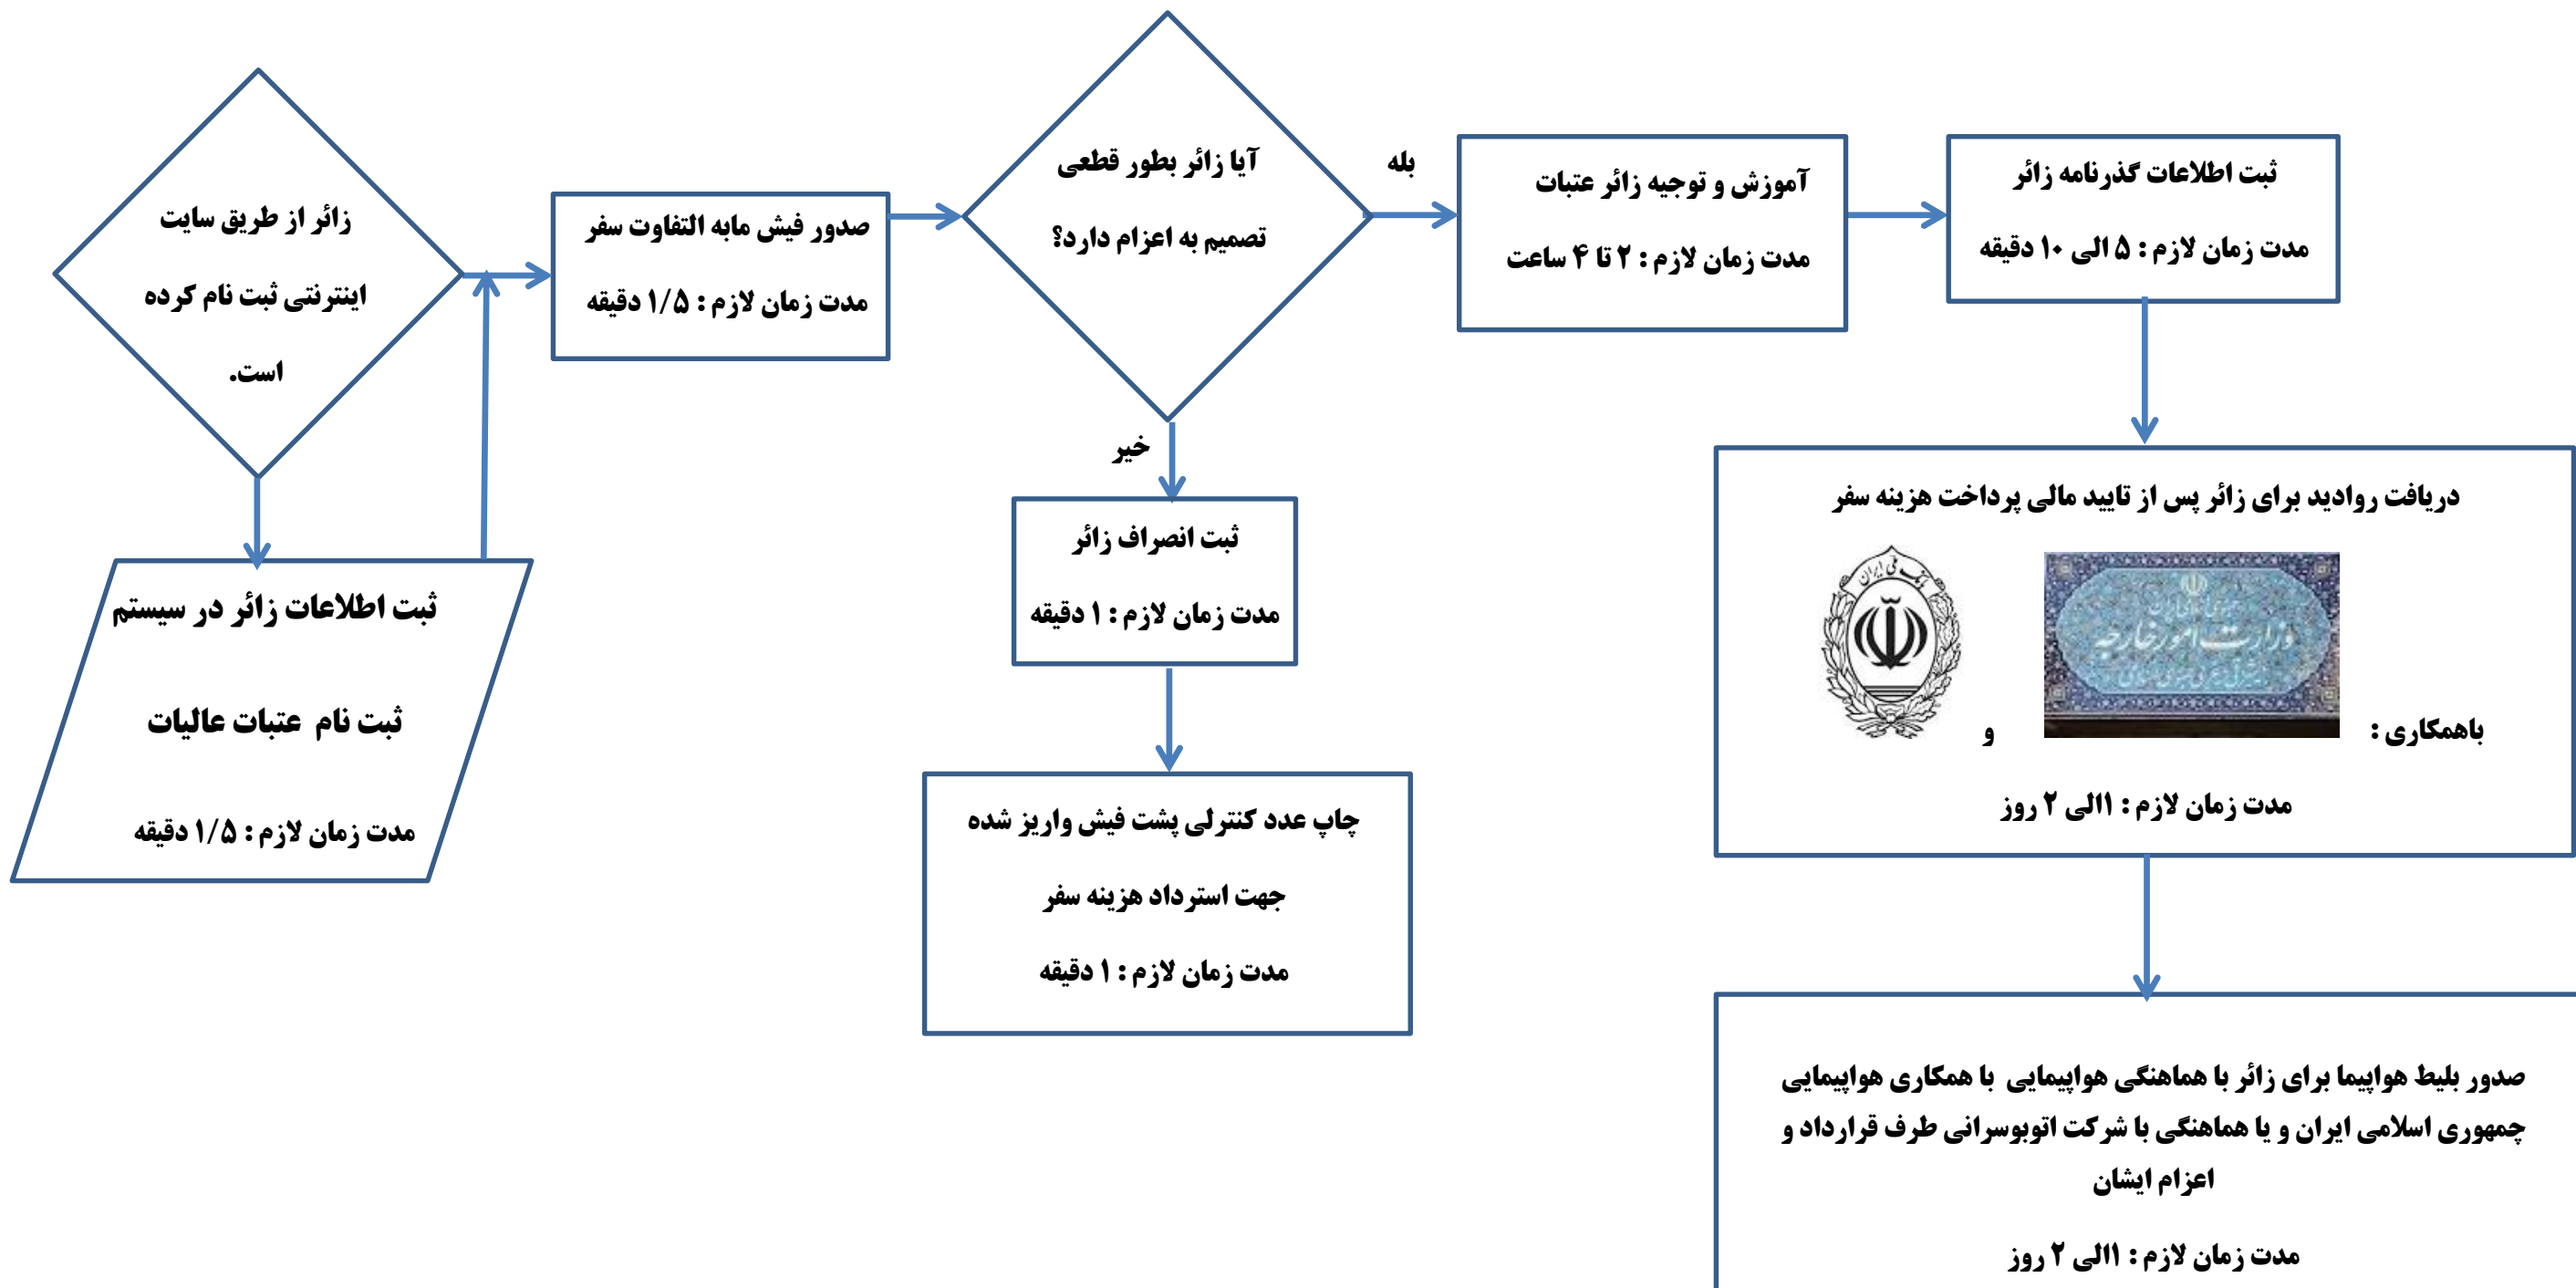 زائر از طریق سایت
اینترنتی ثبت نام کرده
است.
ثبت اطلاعات زائر در سیستم
ثبت نام عتبات عالیات
مدت زمان لازم : ۱/۵ دقیقه
صدور فیش مابه التفاوت سفر
مدت زمان لازم : ۱/۵ دقیقه
آیا زائر بطور قطعی
تصمیم به اعزام دارد؟
خیر
ثبت انصراف زائر
مدت زمان لازم : ۱ دقیقه
چاپ عدد کنترلی پشت فیش واریز شده
جهت استرداد هزینه سفر
مدت زمان لازم : ۱ دقیقه
بله
آموزش و توجیه زائر عتبات
مدت زمان لازم : ۲ تا ۴ ساعت
ثبت اطلاعات گذرنامه زائر
مدت زمان لازم : ۵ الی ۱۰ دقیقه
دریافت روادید برای زائر پس از تایید مالی پرداخت هزینه سفر
باهمکاری :
وزارت امور خارجه
و
بانک ملی ایران
مدت زمان لازم : ۱الی ۲ روز
صدور بلیط هواپیما برای زائر با هماهنگی هواپیمایی با همکاری هواپیمایی
جمهوری اسلامی ایران و یا هماهنگی با شرکت اتوبوسرانی طرف قرارداد و
اعزام ایشان
مدت زمان لازم : ۱الی ۲ روز